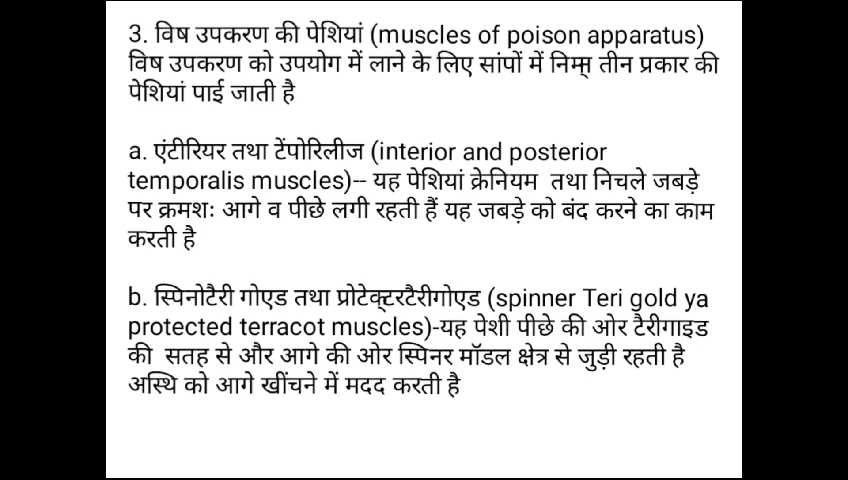 3. विष उपकरण की पेशियां (muscles of poison apparatus)
विष उपकरण को उपयोग में लाने के लिए सांपों में निम्म् तीन प्रकार की
पेशियां पाई जाती है
a. एंटीरियर तथा टेंपोरिलीज (interior and posterior
temporalis muscles)-- यह पेशियां क्रेनियम तथा निचले जबड़े
पर क्रमशः आगे व पीछे लगी रहती हैं यह जबड़े को बंद करने का काम
करती है
b. स्पिनोटैरी गोएड तथा प्रोटेक्टरटैरीगोएड (spinner Teri gold ya
protected terracot muscles)-यह पेशी पीछे की ओर टैरीगाइड
की सतह से और आगे की ओर स्पिनर मॉडल क्षेत्र से जुड़ी रहती है
अस्थि को आगे खींचने में मदद करती है